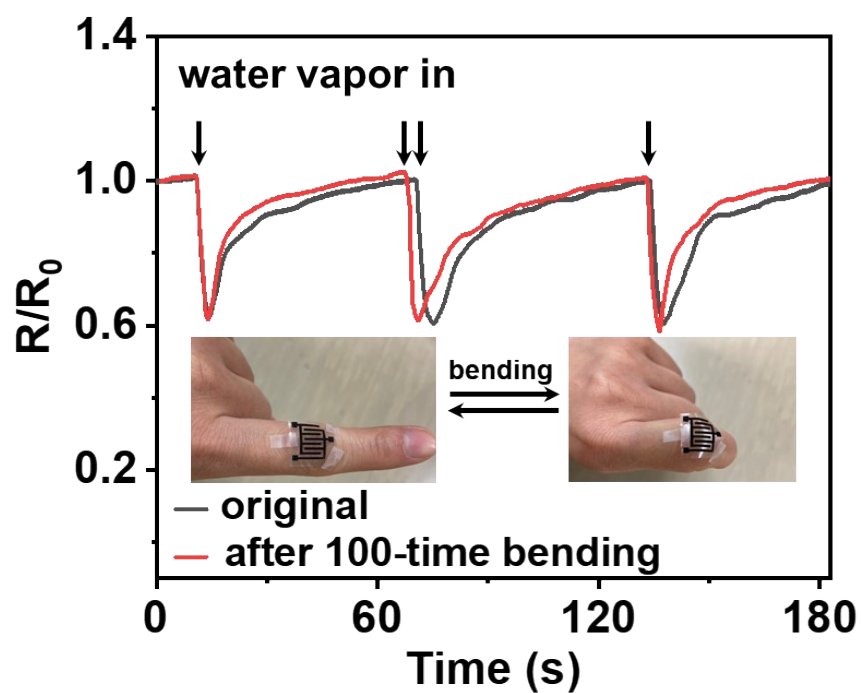 1.4
water vapor in
1.0
R/R₀
0.6
bending
0.2
original
after 100-time bending
0 60 120 180
Time (s)